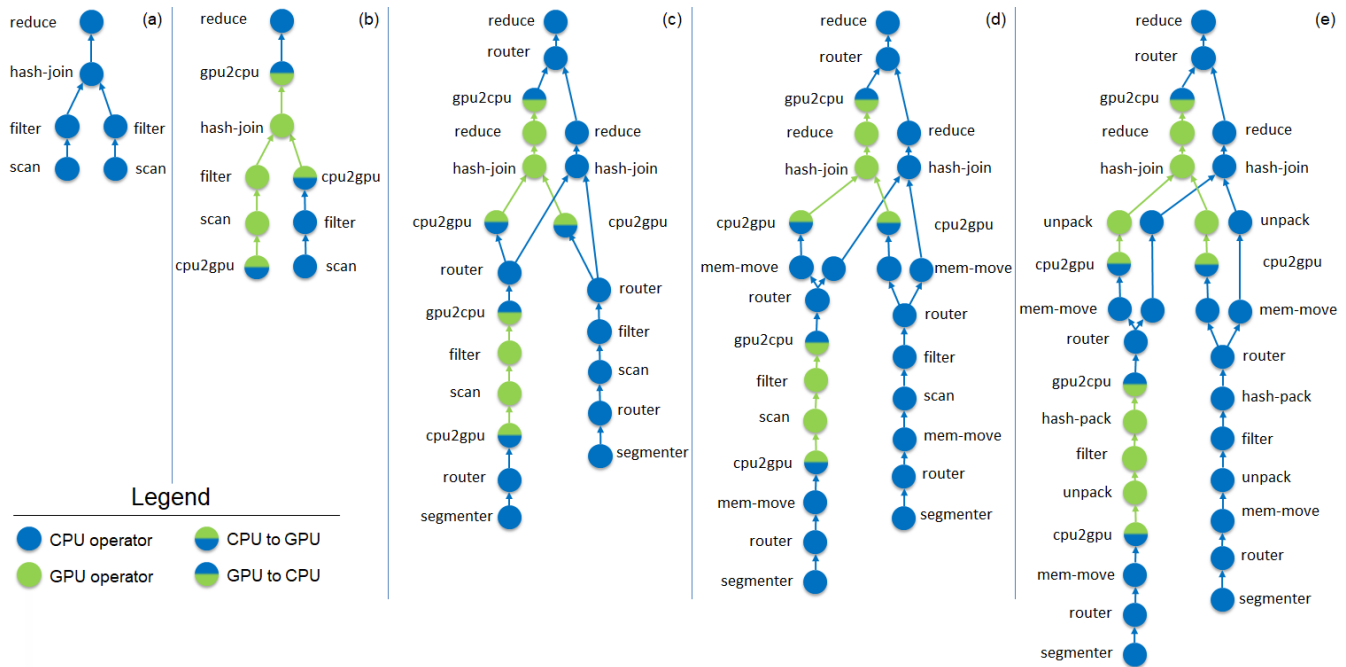 (a)
reduce
hash-join
filter
filter
scan
scan
(b)
reduce
gpu2cpu
hash-join
filter
cpu2gpu
scan
filter
cpu2gpu
scan
(c)
reduce
router
gpu2cpu
reduce
reduce
hash-join
hash-join
cpu2gpu
cpu2gpu
router
router
gpu2cpu
filter
filter
scan
scan
router
cpu2gpu
segmenter
router
segmenter
(d)
reduce
router
gpu2cpu
reduce
reduce
hash-join
hash-join
cpu2gpu
cpu2gpu
mem-move
mem-move
router
router
gpu2cpu
filter
filter
scan
scan
mem-move
cpu2gpu
router
mem-move
segmenter
router
segmenter
(e)
reduce
router
gpu2cpu
reduce
reduce
hash-join
hash-join
unpack
unpack
cpu2gpu
cpu2gpu
mem-move
mem-move
router
router
gpu2cpu
hash-pack
hash-pack
filter
filter
unpack
unpack
mem-move
cpu2gpu
router
mem-move
segmenter
router
segmenter
Legend
CPU operator
CPU to GPU
GPU operator
GPU to CPU